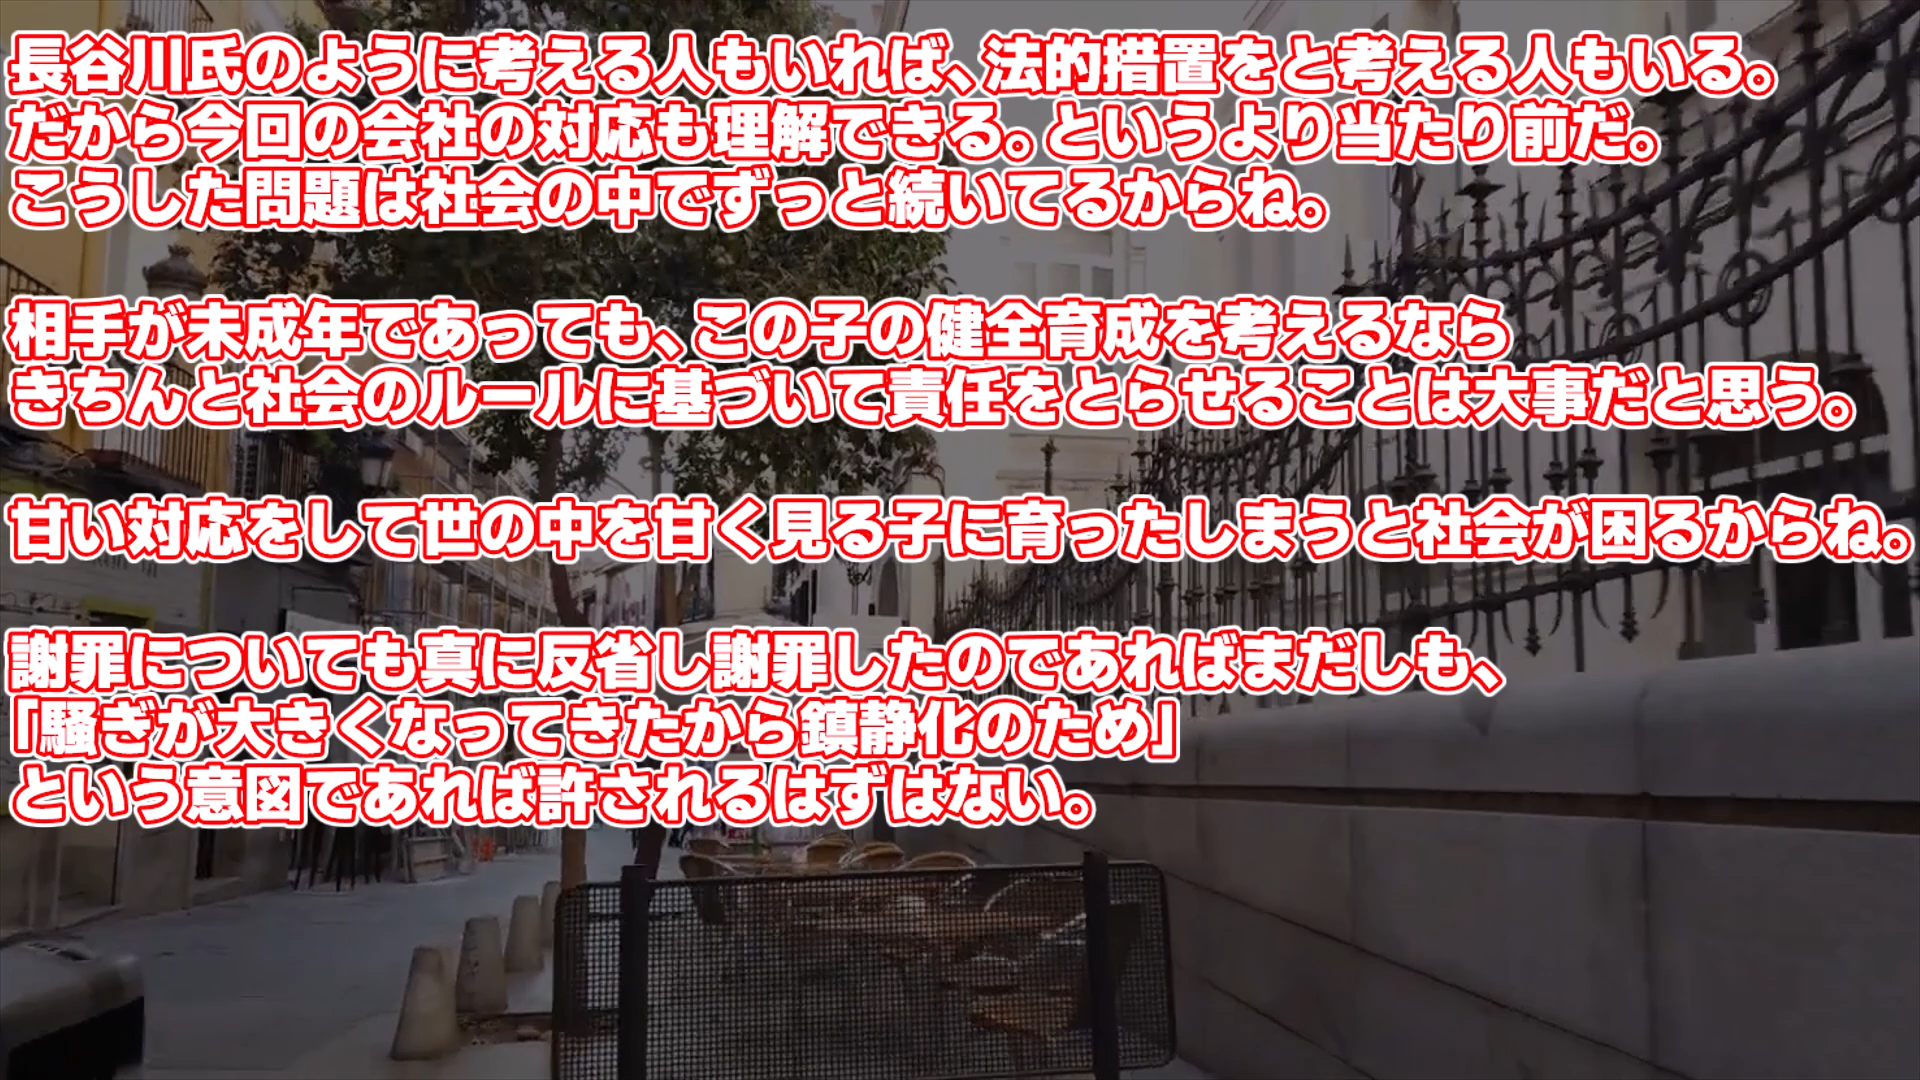 長谷川氏のように考える人もいれば、法的措置をと考える人もいる。
だから今回の会社の対応も理解できる。というより当たり前だ。
こうした問題は社会の中でずっと続いてるからね。
相手が未成年であっても、この子の健全育成を考えるなら
きちんと社会のルールに基づいて責任をとらせることは大事だと思う。
甘い対応をして世の中を甘く見る子に育ったしまうと社会が困るからね。
謝罪についても真に反省し謝罪したのであればまだしも、
「騒ぎが大きくなってきたから鎮静化のため」
という意図であれば許されるはずはない。